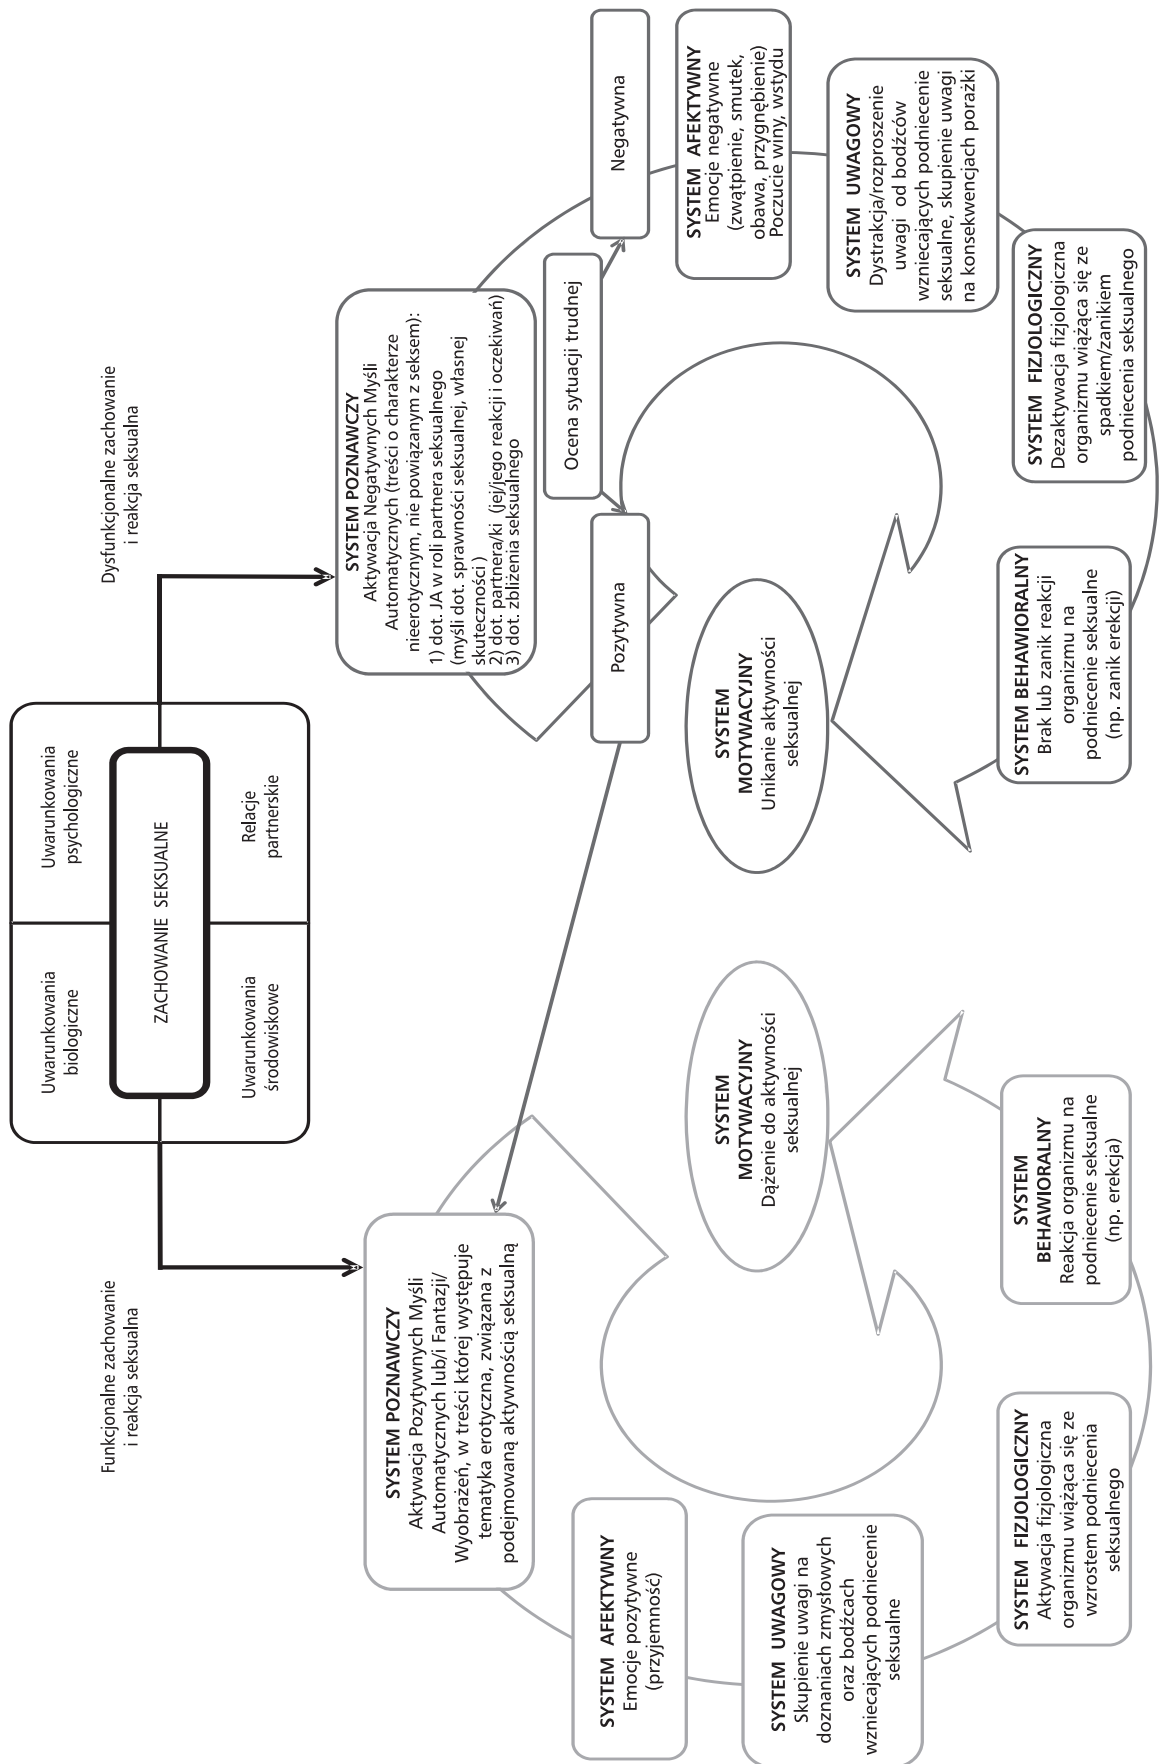 Uwarunkowania
biologiczne
Uwarunkowania
psychologiczne
ZACHOWANIE SEKSUALNE
Uwarunkowania
środowiskowe
Relacje
partnerskie
Funkcjonalne zachowanie
i reakcja seksualna
Dysfunkcjonalne zachowanie
i reakcja seksualna
SYSTEM POZNAWCZY
Aktywacja Pozytywnych Myśli
Automatycznych lub/i Fantazji/
Wyobrażeń, w treści której występuje
tematyka erotyczna, związana z
podejmowaną aktywnością seksualną
SYSTEM AFEKTYWNY
Emocje pozytywne
(przyjemność)
SYSTEM UWAGOWY
Skupienie uwagi na
doznaniach zmysłowych
oraz bodźcach
wzniecających podniecenie
seksualne
SYSTEM FIZJOLOGICZNY
Aktywacja fizjologiczna
organizmu wiążąca się ze
wzrostem podniecenia
seksualnego
SYSTEM
BEHAWIORALNY
Reakcja organizmu na
podniecenie seksualne
(np. erekcja)
SYSTEM
MOTYWACYJNY
Dążenie do aktywności
seksualnej
SYSTEM POZNAWCZY
Aktywacja Negatywnych Myśli
Automatycznych (treści o charakterze
nieerotycznym, nie powiązanym z seksem):
1) dot. JA w roli partnera seksualnego
(myśli dot. sprawności seksualnej, własnej
skuteczności )
2) dot. partnera/ki (jej/jego reakcji i oczekiwań)
3) dot. zbliżenia seksualnego
Ocena sytuacji trudnej
Pozytywna
Negatywna
SYSTEM AFEKTYWNY
Emocje negatywne
(zwątpienie, smutek,
obawa, przygnębienie)
Poczucie winy, wstydu
SYSTEM UWAGOWY
Dystrakcja/rozproszenie
uwagi od bodźców
wzniecających podniecenie
seksualne, skupienie uwagi
na konsekwencjach porażki
SYSTEM FIZJOLOGICZNY
Dezaktywacja fizjologiczna
organizmu wiążąca się ze
spadkiem/zanikiem
podniecenia seksualnego
SYSTEM BEHAWIORALNY
Brak lub zanik reakcji
organizmu na
podniecenie seksualne
(np. zanik erekcji)
SYSTEM
MOTYWACYJNY
Unikanie aktywności
seksualnej